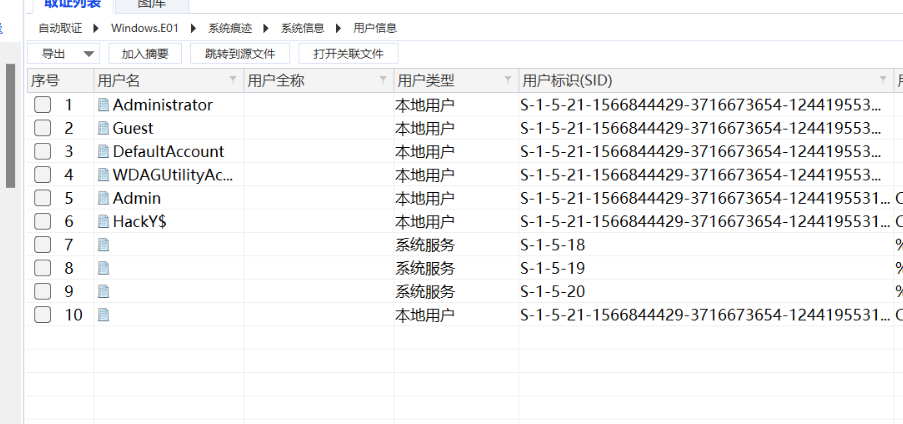 取证列表 图库
自动取证 Windows.E01 系统痕迹 系统信息 用户信息
导出 加入摘要 跳转到源文件 打开关联文件
序号 用户名 用户全称 用户类型 用户标识(SID)
1 Administrator 本地用户 S-1-5-21-1566844429-3716673654-124419553...
2 Guest 本地用户 S-1-5-21-1566844429-3716673654-124419553...
3 DefaultAccount 本地用户 S-1-5-21-1566844429-3716673654-124419553...
4 WDAGUtilityAc... 本地用户 S-1-5-21-1566844429-3716673654-124419553...
5 Admin 本地用户 S-1-5-21-1566844429-3716673654-1244195531... C
6 HackY$ 本地用户 S-1-5-21-1566844429-3716673654-1244195531... C
7 系统服务 S-1-5-18 %
8 系统服务 S-1-5-19 %
9 系统服务 S-1-5-20 %
10 本地用户 S-1-5-21-1566844429-3716673654-1244195531... C